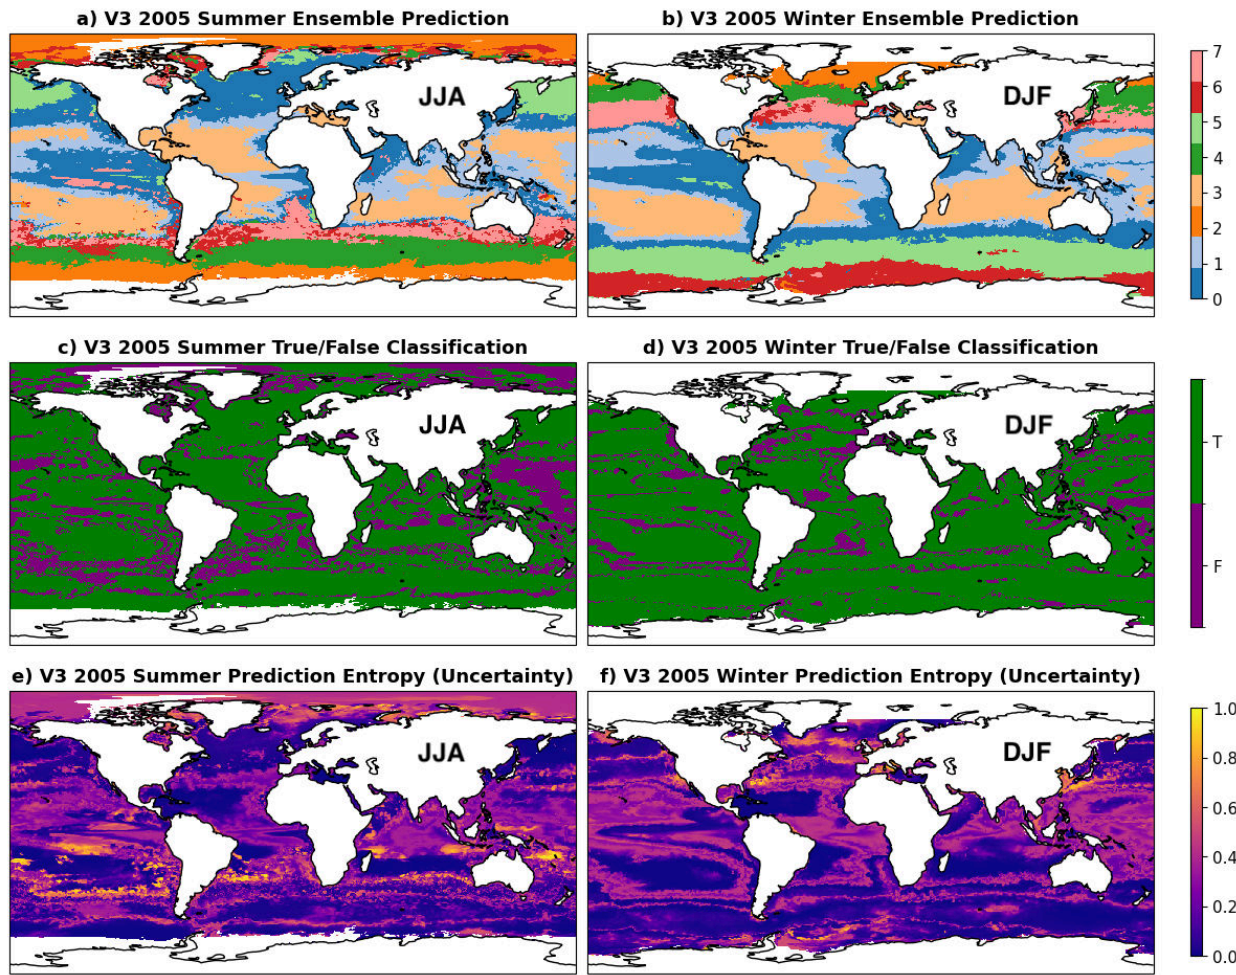 a) V3 2005 Summer Ensemble Prediction
b) V3 2005 Winter Ensemble Prediction
JJA
DJF
7
6
5
4
3
2
1
0
c) V3 2005 Summer True/False Classification
d) V3 2005 Winter True/False Classification
JJA
DJF
T
F
e) V3 2005 Summer Prediction Entropy (Uncertainty)
f) V3 2005 Winter Prediction Entropy (Uncertainty)
JJA
DJF
1.0
0.8
0.6
0.4
0.2
0.0